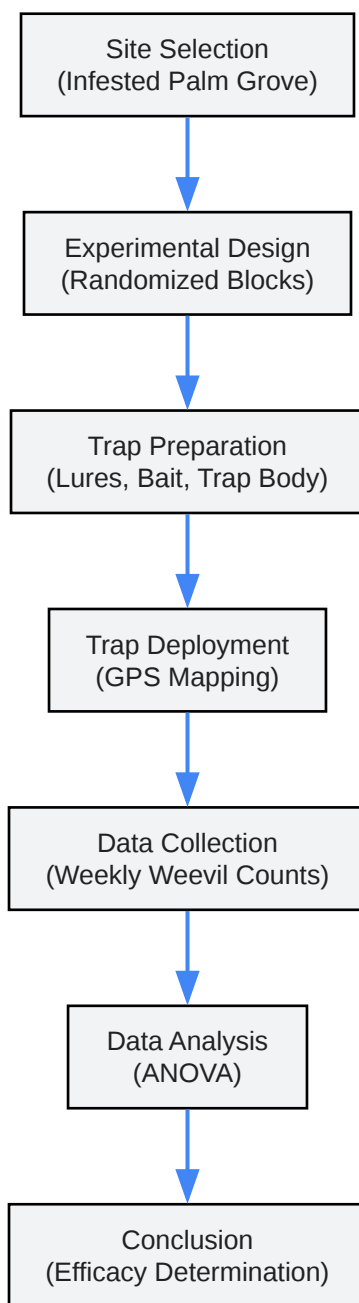 Site Selection
(Infested Palm Grove)
Experimental Design
(Randomized Blocks)
Trap Preparation
(Lures, Bait, Trap Body)
Trap Deployment
(GPS Mapping)
Data Collection
(Weekly Weevil Counts)
Data Analysis
(ANOVA)
Conclusion
(Efficacy Determination)